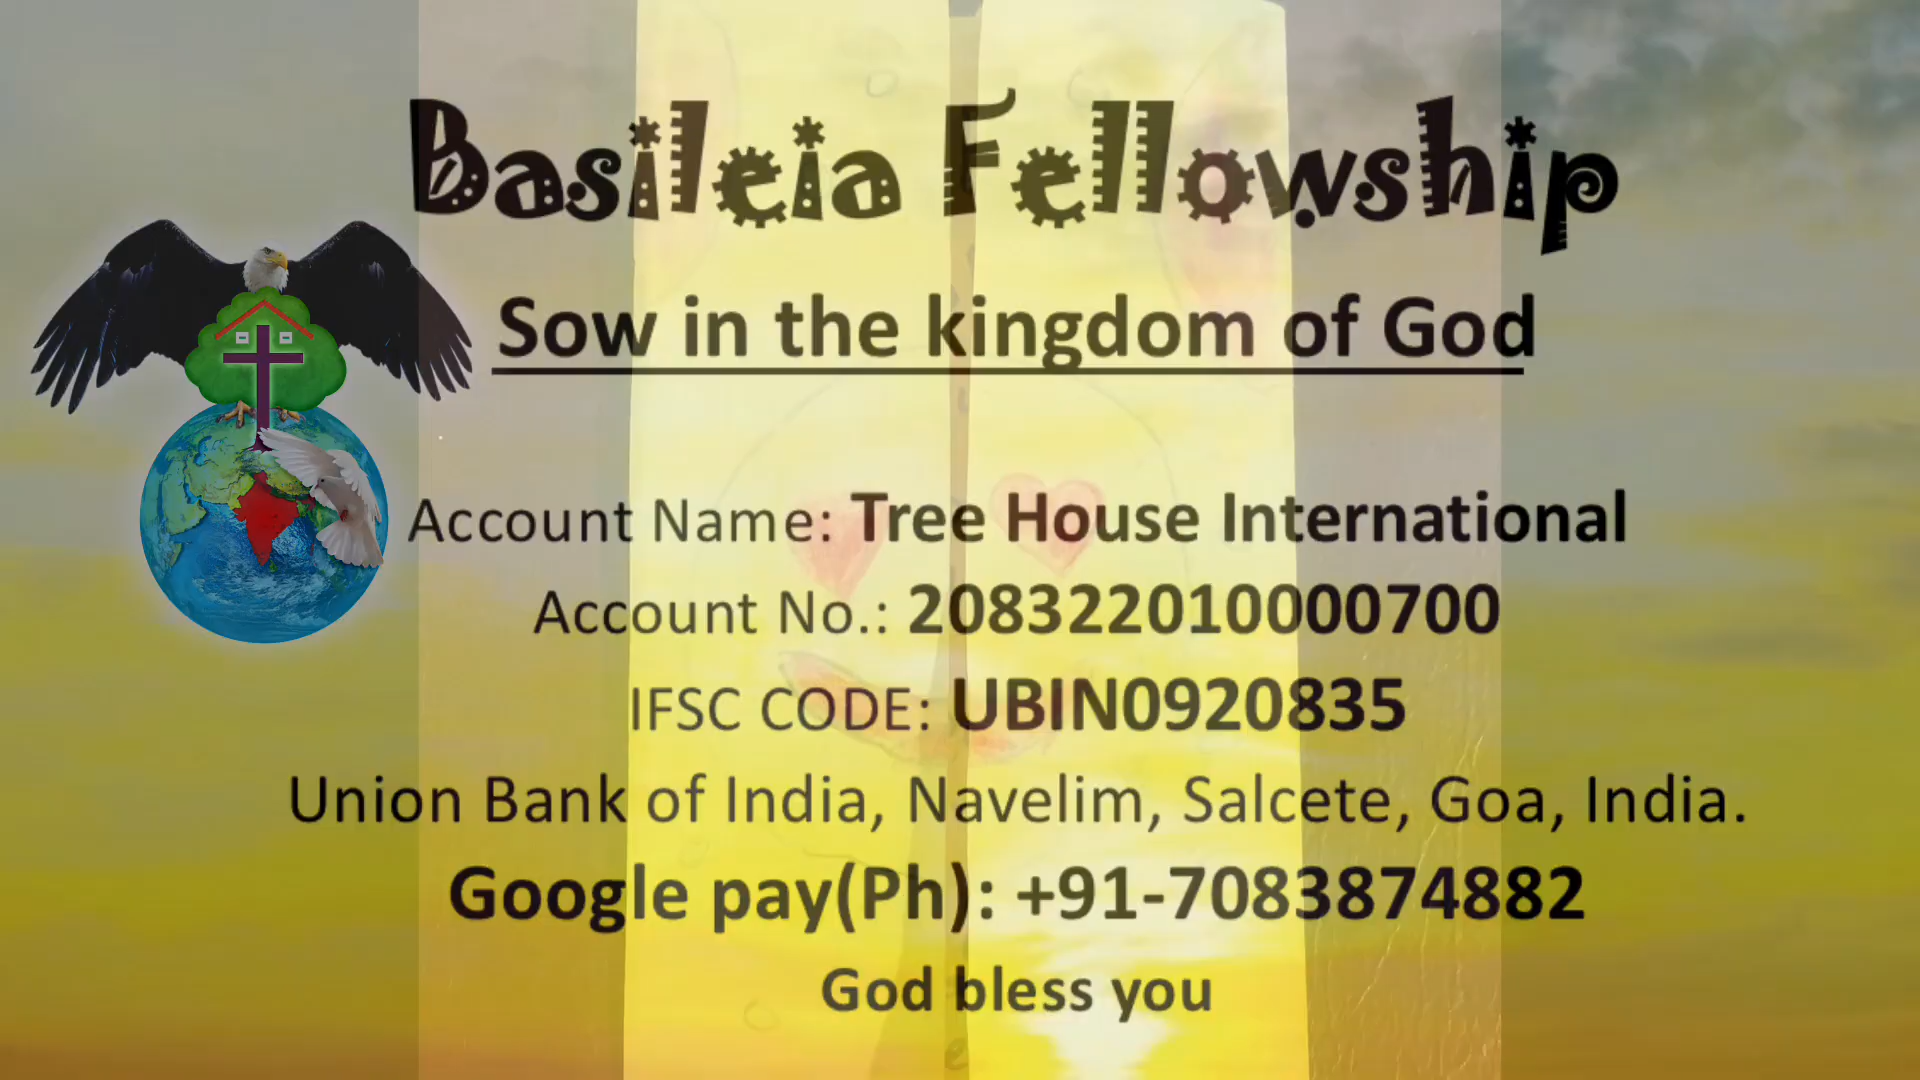 Basileia Fellowship
Sow in the kingdom of God
Account Name: Tree House International
Account No.: 208322010000700
IFSC CODE: UBIN0920835
Union Bank of India, Navelim, Salcete, Goa, India.
Google pay(Ph): +91-7083874882
God bless you